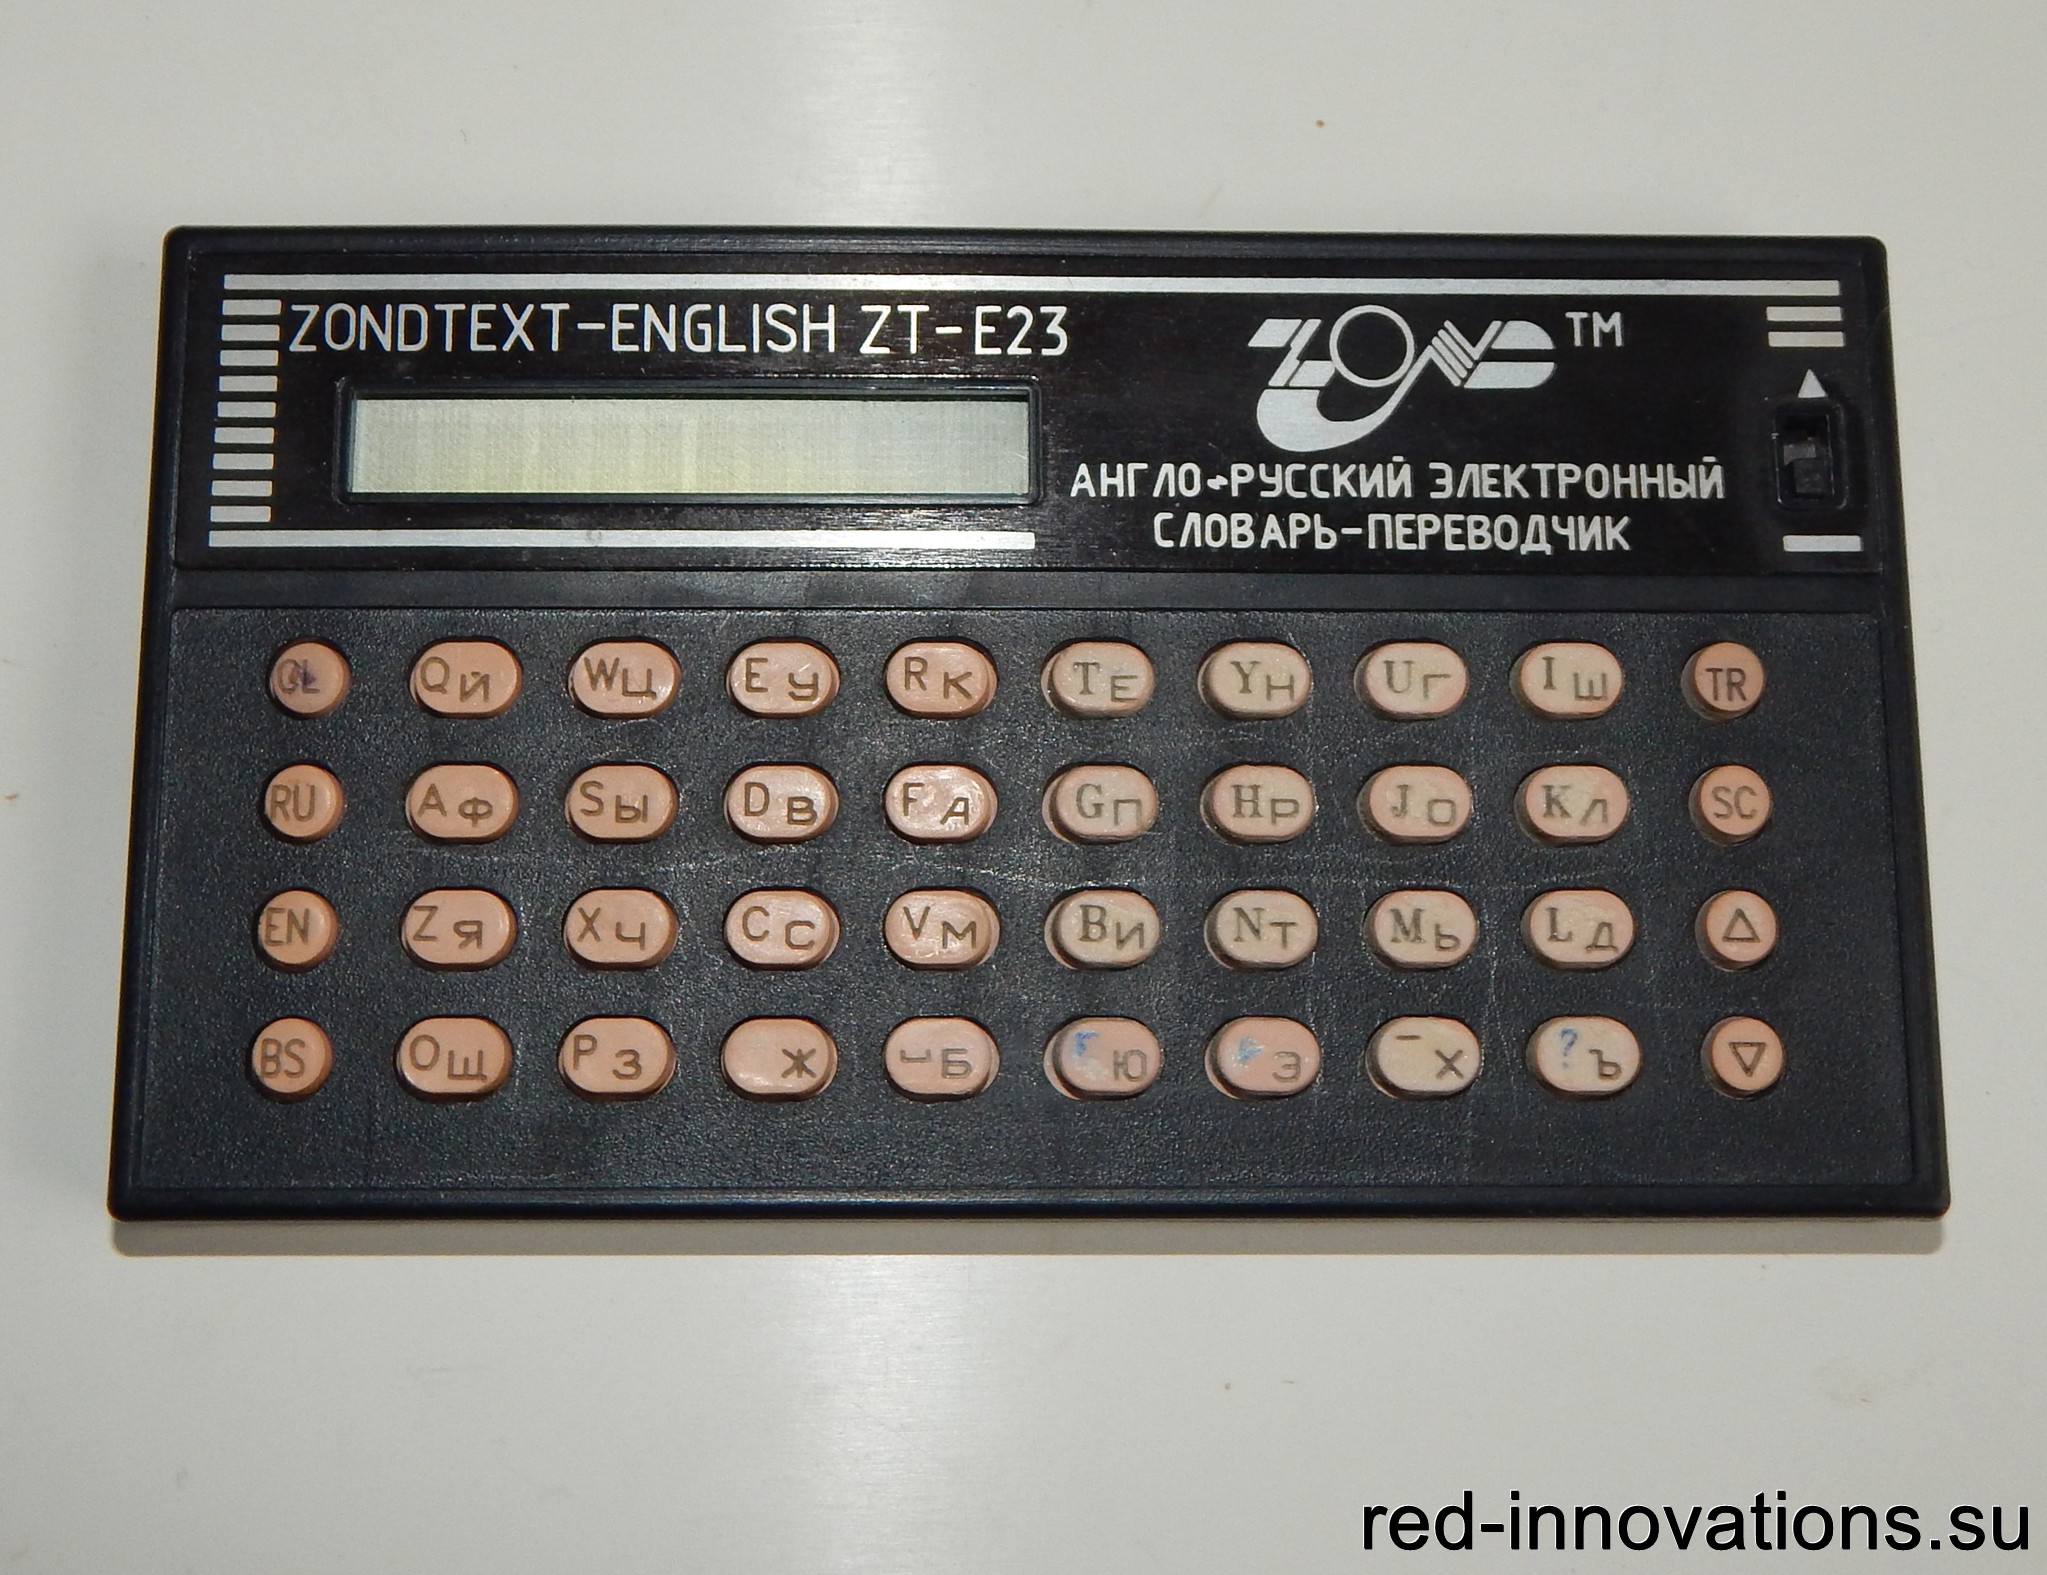 ZONDTEXT-ENGLISH ZT-E23
ZOND TM
АНГЛО-РУССКИЙ ЭЛЕКТРОННЫЙ
СЛОВАРЬ-ПЕРЕВОДЧИК
CL QЙ WЦ EУ RК TЕ YН UГ IШ TR
RU AФ SЫ DВ FА GП HР JО KЛ SC
EN ZЯ XЧ CС VМ BИ NТ MЬ LД △
BS OЩ PЗ Ж Б Ю Э -Х ?Ъ ▽
red-innovations.su